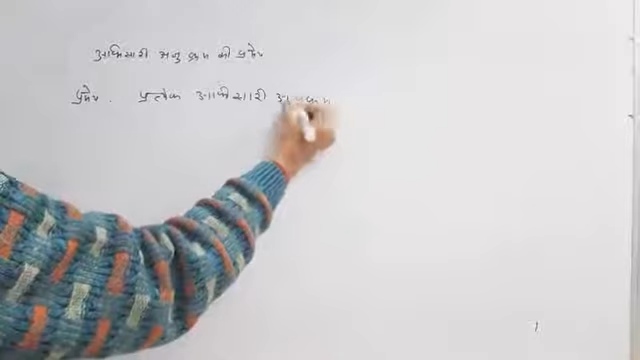 अभिसारी अनुक्रम की प्रमेय
प्रमेय. प्रत्येक अभिसारी